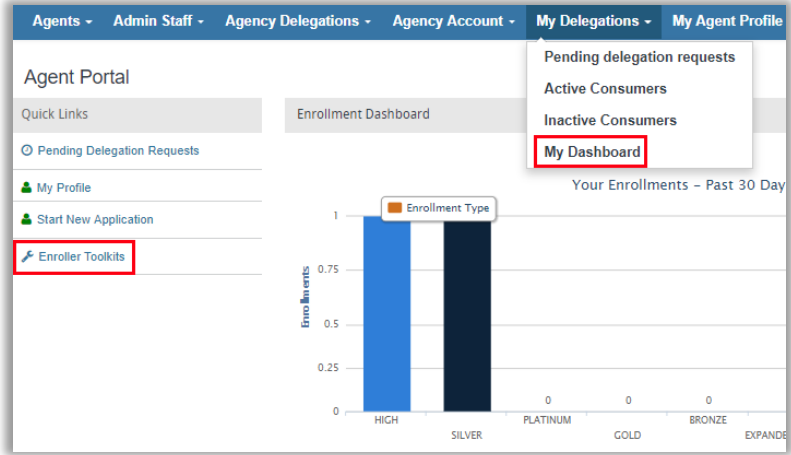 Agents Admin Staff Agency Delegations Agency Account My Delegations My Agent Profile
Pending delegation requests
Active Consumers
Inactive Consumers
My Dashboard
Agent Portal
Quick Links
Pending Delegation Requests
My Profile
Start New Application
Enroller Toolkits
Enrollment Dashboard
Your Enrollments – Past 30 Day
Enrollment Type
Enrollments
1
0.75
0.5
0.25
0
0 0 0
HIGH SILVER PLATINUM GOLD BRONZE EXPANDE